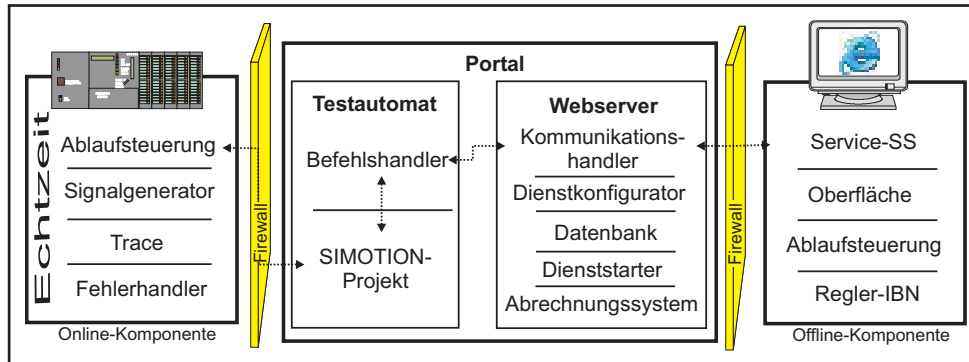 Echtzeit
Ablaufsteuerung
Signalgenerator
Trace
Fehlerhandler
Online-Komponente
Firewall
Portal
Testautomat
Befehlshandler
SIMOTION-
Projekt
Webserver
Kommunikations-
handler
Dienstkonfigurator
Datenbank
Dienststarter
Abrechnungssystem
Firewall
Service-SS
Oberfläche
Ablaufsteuerung
Regler-IBN
Offline-Komponente